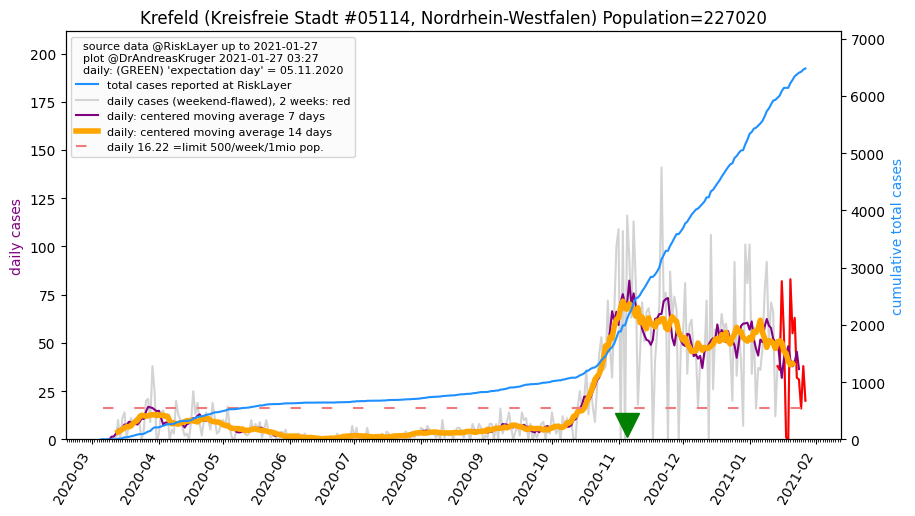 Krefeld (Kreisfreie Stadt #05114, Nordrhein-Westfalen) Population=227020
source data @RiskLayer up to 2021-01-27
plot @DrAndreasKruger 2021-01-27 03:27
daily: (GREEN) 'expectation day' = 05.11.2020
total cases reported at RiskLayer
daily cases (weekend-flawed), 2 weeks: red
daily: centered moving average 7 days
daily: centered moving average 14 days
daily 16.22 =limit 500/week/1mio pop.
daily cases
200
175
150
125
100
75
50
25
0
cumulative total cases
7000
6000
5000
4000
3000
2000
1000
0
2020-03
2020-04
2020-05
2020-06
2020-07
2020-08
2020-09
2020-10
2020-11
2020-12
2021-01
2021-02